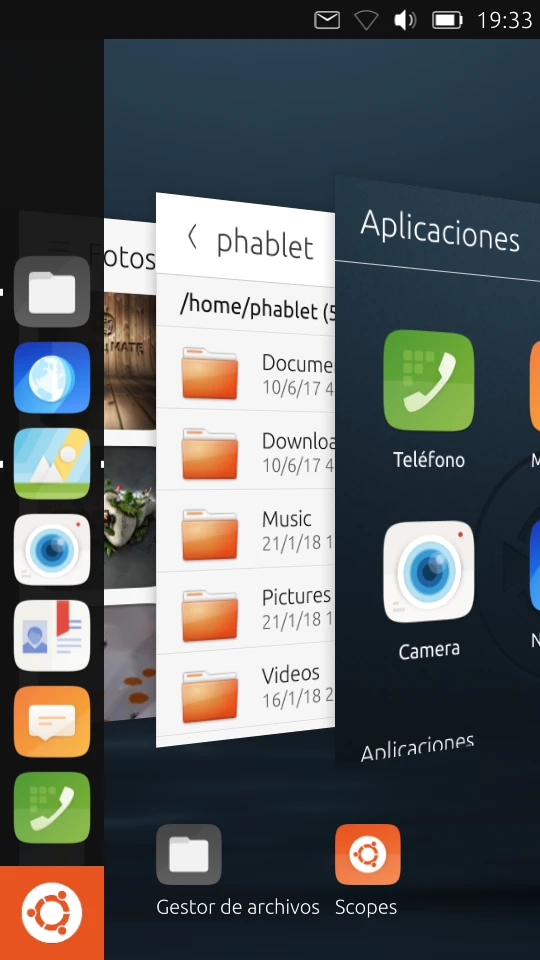 19:33
Fotos
MATE
phablet
/home/phablet (5
Docume
10/6/17 4
Downloa
10/6/17 4
Music
21/1/18 1
Pictures
21/1/18 1
Videos
16/1/18 2
Aplicaciones
Teléfono
M
Camera
N
Aplicaciones
Gestor de archivos
Scopes